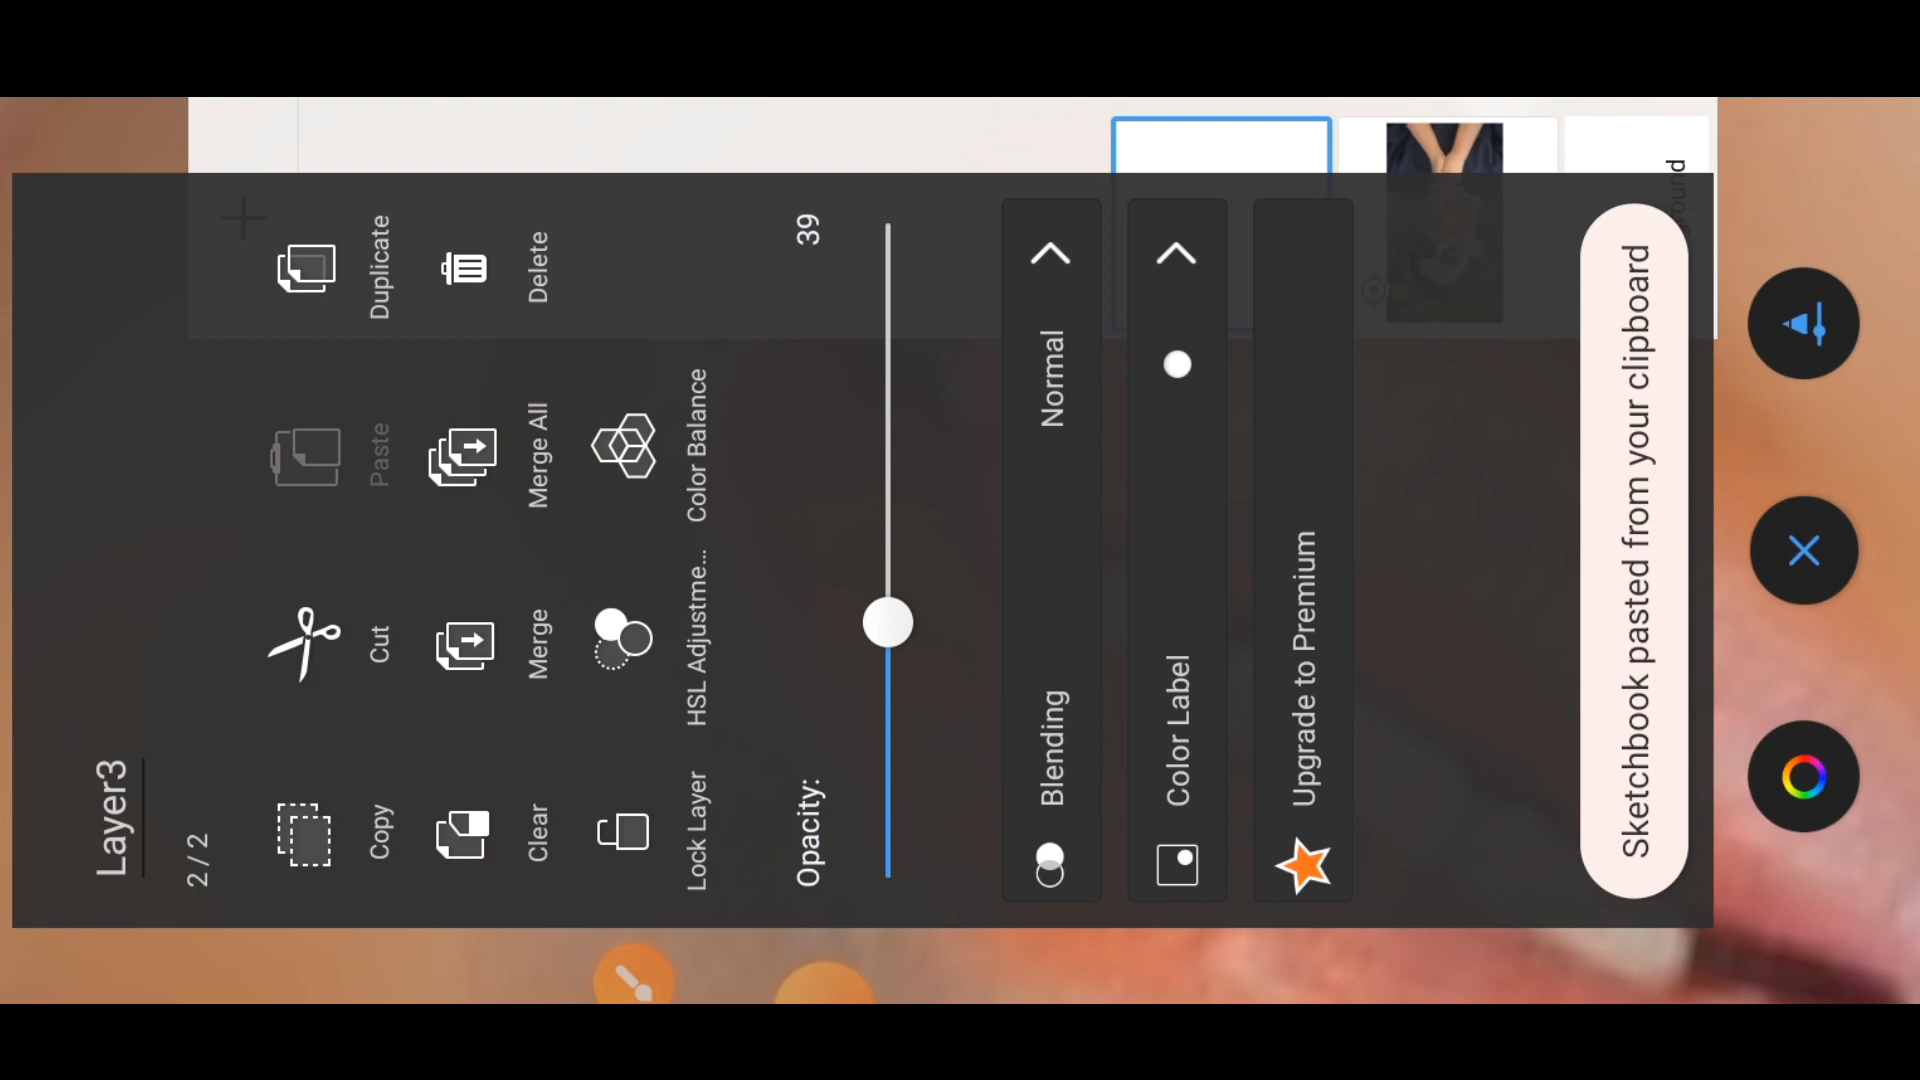 Layer3
2 / 2
Copy
Cut
Paste
Duplicate
Clear
Merge
Merge All
Delete
Lock Layer
HSL Adjustme...
Color Balance
Opacity:
39
Blending
Normal
Color Label
Upgrade to Premium
Sketchbook pasted from your clipboard